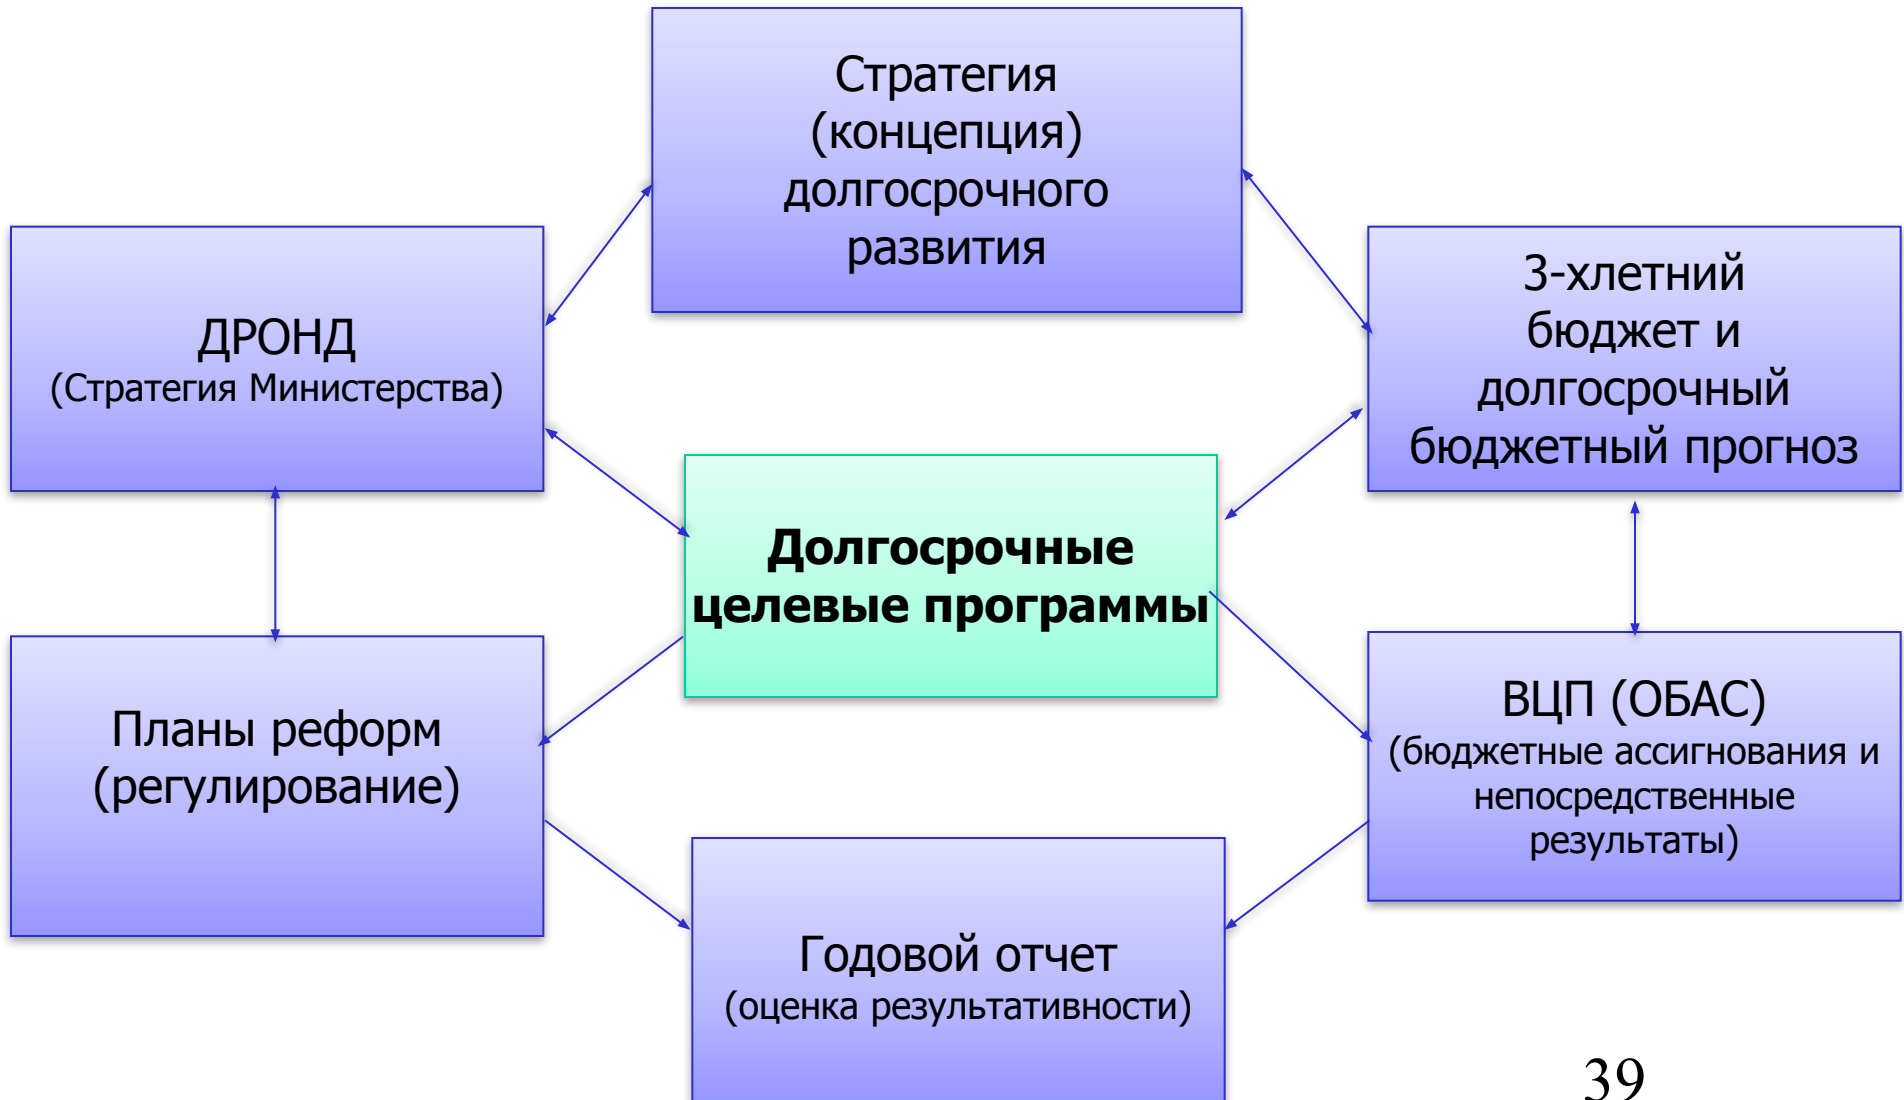 Стратегия
(концепция)
долгосрочного
развития
ДРОНД
(Стратегия Министерства)
3-хлетний
бюджет и
долгосрочный
бюджетный прогноз
Долгосрочные
целевые программы
Планы реформ
(регулирование)
ВЦП (ОБАС)
(бюджетные ассигнования и
непосредственные
результаты)
Годовой отчет
(оценка результативности)
39